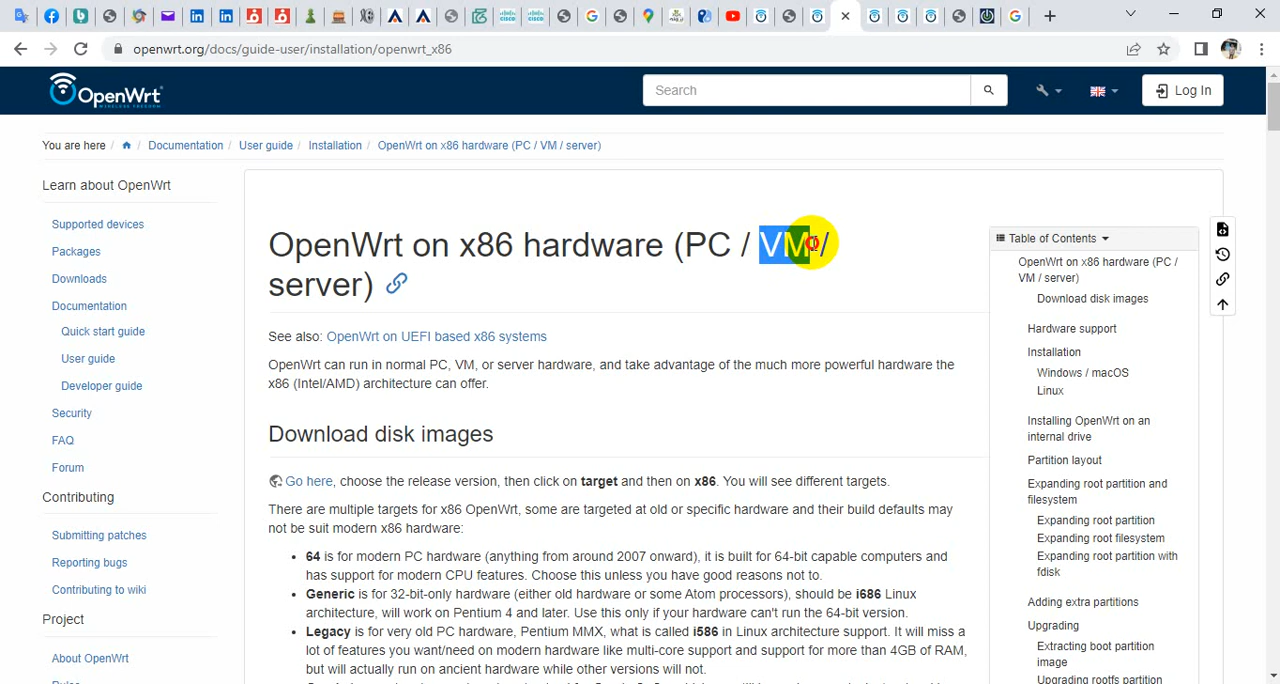 openwrt.org/docs/guide-user/installation/openwrt_x86
OpenWrt
WIRELESS FREEDOM
Search
Log In
You are here / / Documentation / User guide / Installation / OpenWrt on x86 hardware (PC / VM / server)
Learn about OpenWrt
Supported devices
Packages
Downloads
Documentation
Quick start guide
User guide
Developer guide
Security
FAQ
Forum
Contributing
Submitting patches
Reporting bugs
Contributing to wiki
Project
About OpenWrt
OpenWrt on x86 hardware (PC / VM /
server)
See also: OpenWrt on UEFI based x86 systems
OpenWrt can run in normal PC, VM, or server hardware, and take advantage of the much more powerful hardware the
x86 (Intel/AMD) architecture can offer.
Download disk images
Go here, choose the release version, then click on target and then on x86. You will see different targets.
There are multiple targets for x86 OpenWrt, some are targeted at old or specific hardware and their build defaults may
not be suit modern x86 hardware:
• 64 is for modern PC hardware (anything from around 2007 onward), it is built for 64-bit capable computers and
has support for modern CPU features. Choose this unless you have good reasons not to.
• Generic is for 32-bit-only hardware (either old hardware or some Atom processors), should be i686 Linux
architecture, will work on Pentium 4 and later. Use this only if your hardware can't run the 64-bit version.
• Legacy is for very old PC hardware, Pentium MMX, what is called i586 in Linux architecture support. It will miss a
lot of features you want/need on modern hardware like multi-core support and support for more than 4GB of RAM,
but will actually run on ancient hardware while other versions will not.
Table of Contents
OpenWrt on x86 hardware (PC /
VM / server)
Download disk images
Hardware support
Installation
Windows / macOS
Linux
Installing OpenWrt on an
internal drive
Partition layout
Expanding root partition and
filesystem
Expanding root partition
Expanding root filesystem
Expanding root partition with
fdisk
Adding extra partitions
Upgrading
Extracting boot partition
image
Upgrading rootfs partition